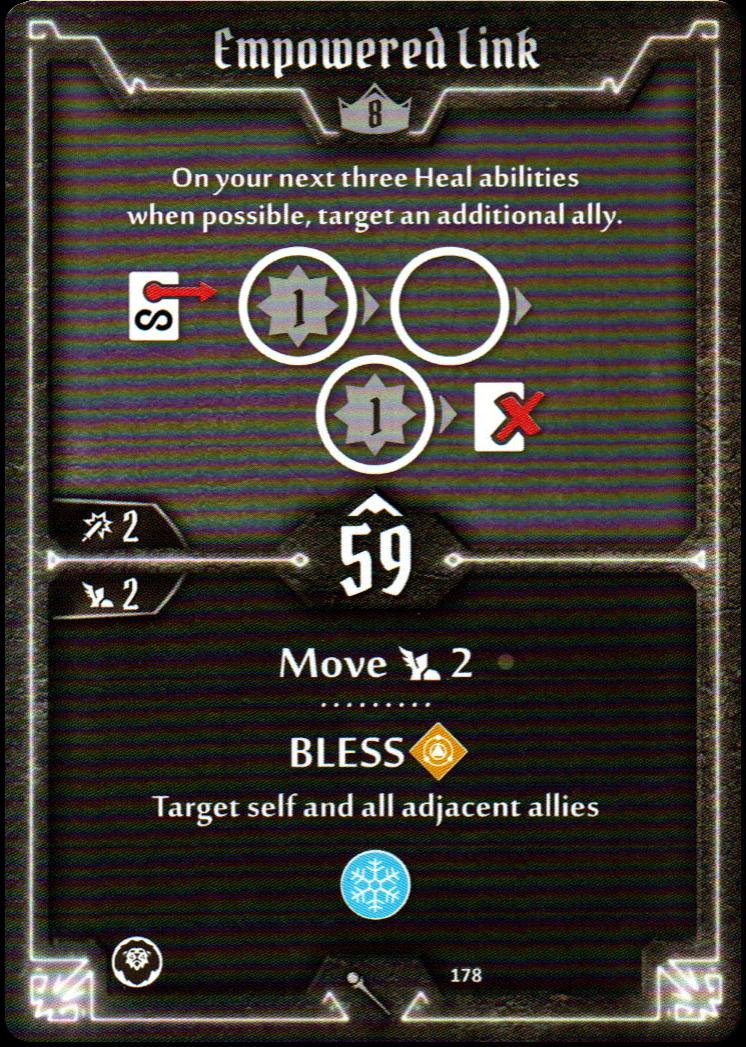 Empowered Link
8
On your next three Heal abilities
when possible, target an additional ally.
S
1
1
2
59
2
Move 2
BLESS
Target self and all adjacent allies
178